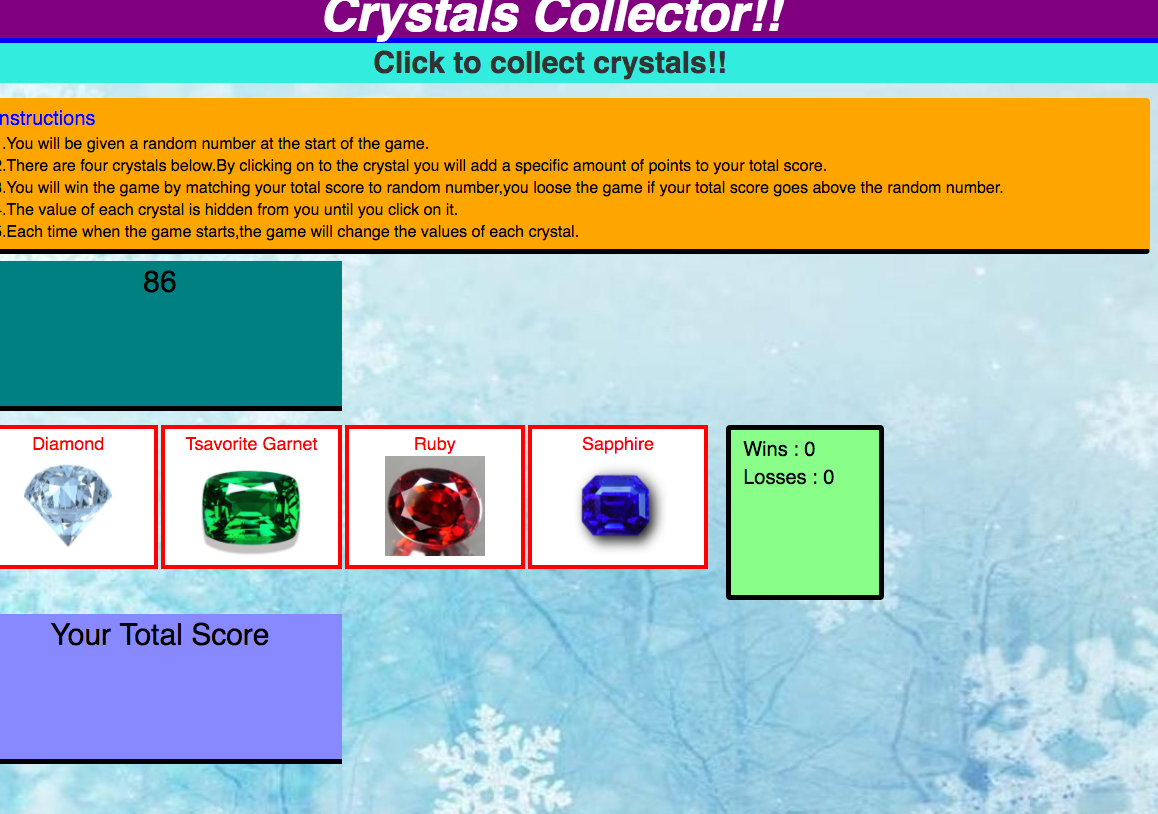 Crystals Collector!!
Click to collect crystals!!
nstructions
.You will be given a random number at the start of the game.
2.There are four crystals below.By clicking on to the crystal you will add a specific amount of points to your total score.
3.You will win the game by matching your total score to random number,you loose the game if your total score goes above the random number.
.The value of each crystal is hidden from you until you click on it.
5.Each time when the game starts,the game will change the values of each crystal.
86
Diamond
Tsavorite Garnet
Ruby
Sapphire
Wins : 0
Losses : 0
Your Total Score